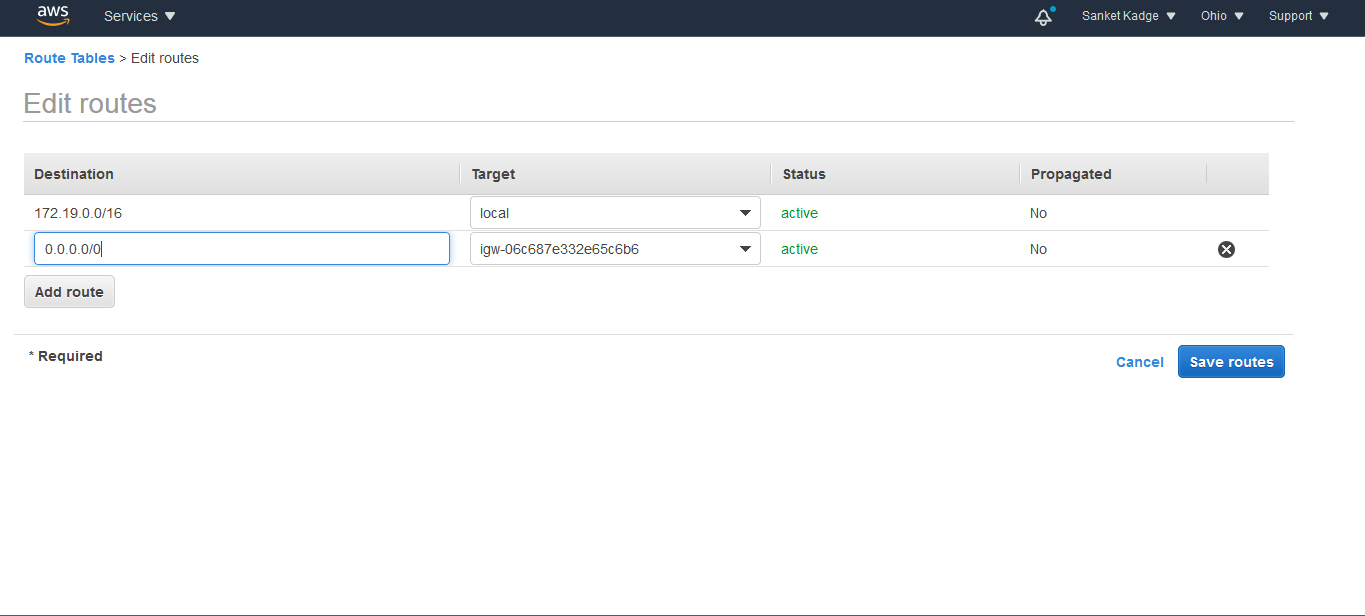 aws Services Sanket Kadge Ohio Support
Route Tables > Edit routes
Edit routes
Destination Target Status Propagated
172.19.0.0/16 local active No
0.0.0.0/0 igw-06c687e332e65c6b6 active No
Add route
* Required
Cancel Save routes